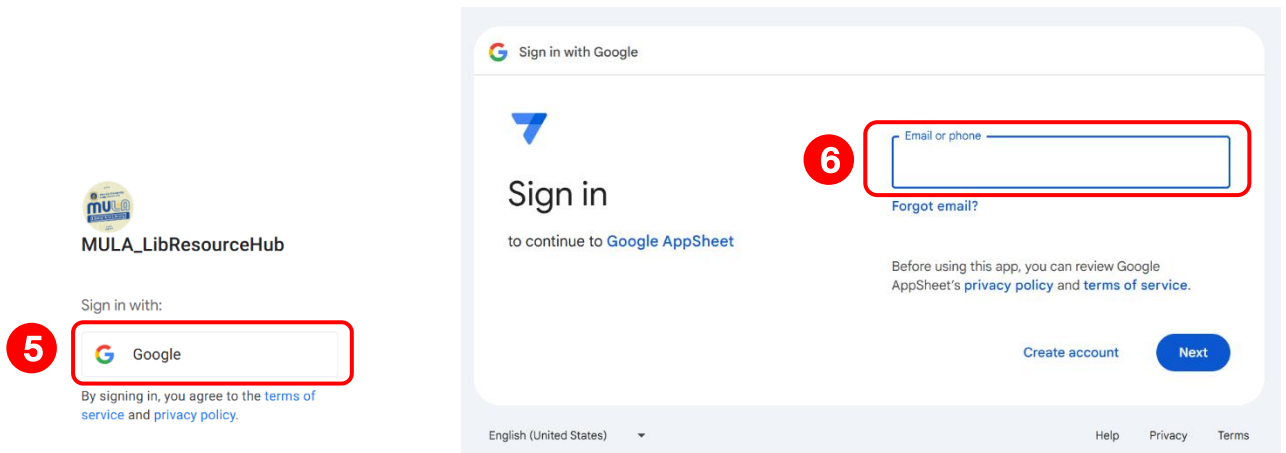 MULA
MULA_LibResourceHub
Sign in with:
5
Google
By signing in, you agree to the terms of
service and privacy policy.
Sign in with Google
Sign in
to continue to Google AppSheet
6
Email or phone
Forgot email?
Before using this app, you can review Google
AppSheet's privacy policy and terms of service.
Create account
Next
English (United States)
Help
Privacy
Terms